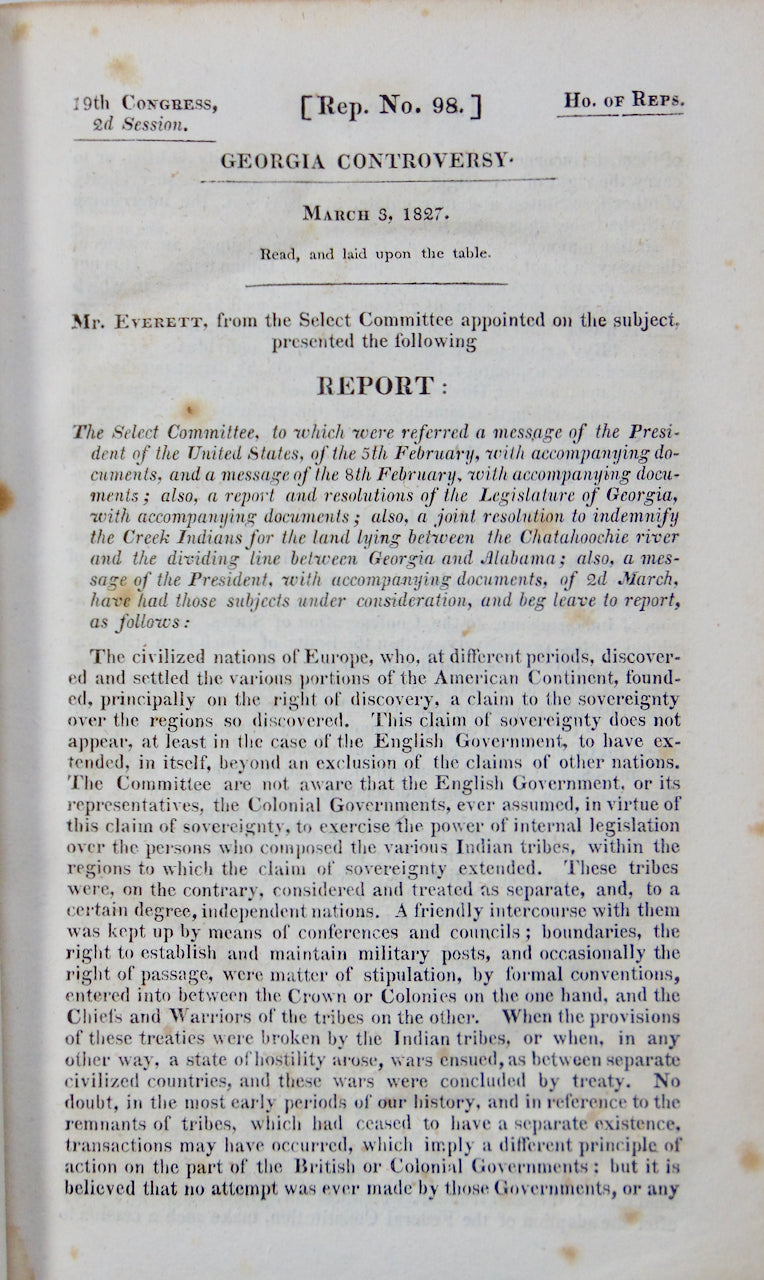 19th Congress, [Rep. No. 98.] Ho. of Reps.
2d Session.
GEORGIA CONTROVERSY.
March 3, 1827.
Read, and laid upon the table.
Mr. Everett, from the Select Committee appointed on the subject,
presented the following
REPORT:
The Select Committee, to which were referred a message of the Presi-
dent of the United States, of the 5th February, with accompanying do-
cuments, and a message of the 8th February, with accompanying docu-
ments; also, a report and resolutions of the Legislature of Georgia,
with accompanying documents; also, a joint resolution to indemnify
the Creek Indians for the land lying between the Chatahoochie river
and the dividing line between Georgia and Alabama; also, a mes-
sage of the President, with accompanying documents, of 2d March,
have had those subjects under consideration, and beg leave to report,
as follows:
The civilized nations of Europe, who, at different periods, discover-
ed and settled the various portions of the American Continent, found-
ed, principally on the right of discovery, a claim to the sovereignty
over the regions so discovered. This claim of sovereignty does not
appear, at least in the case of the English Government, to have ex-
tended, in itself, beyond an exclusion of the claims of other nations.
The Committee are not aware that the English Government, or its
representatives, the Colonial Governments, ever assumed, in virtue of
this claim of sovereignty, to exercise the power of internal legislation
over the persons who composed the various Indian tribes, within the
regions to which the claim of sovereignty extended. These tribes
were, on the contrary, considered and treated as separate, and, to a
certain degree, independent nations. A friendly intercourse with them
was kept up by means of conferences and councils; boundaries, the
right to establish and maintain military posts, and occasionally the
right of passage, were matter of stipulation, by formal conventions,
entered into between the Crown or Colonies on the one hand, and the
Chiefs and Warriors of the tribes on the other. When the provisions
of these treaties were broken by the Indian tribes, or when, in any
other way, a state of hostility arose, wars ensued, as between separate
civilized countries, and these wars were concluded by treaty. No
doubt, in the most early periods of our history, and in reference to the
remnants of tribes, which had ceased to have a separate existence,
transactions may have occurred, which imply a different principle of
action on the part of the British or Colonial Governments: but it is
believed that no attempt was ever made by those Governments, or any